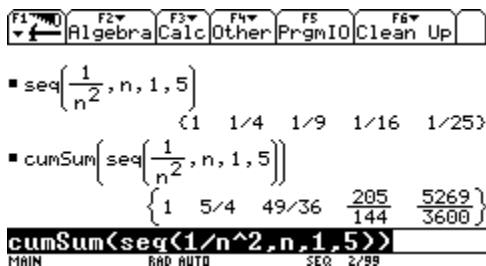 F1 F2 F3 F4 F5 F6
Algebra Calc Other PrgmIO Clean Up
seq(1/n², n, 1, 5)
{1 1/4 1/9 1/16 1/25}
cumSum(seq(1/n², n, 1, 5))
{1 5/4 49/36 205/144 5269/3600}
cumSum(seq(1/n^2,n,1,5))
MAIN RAD AUTO SEQ 2/99